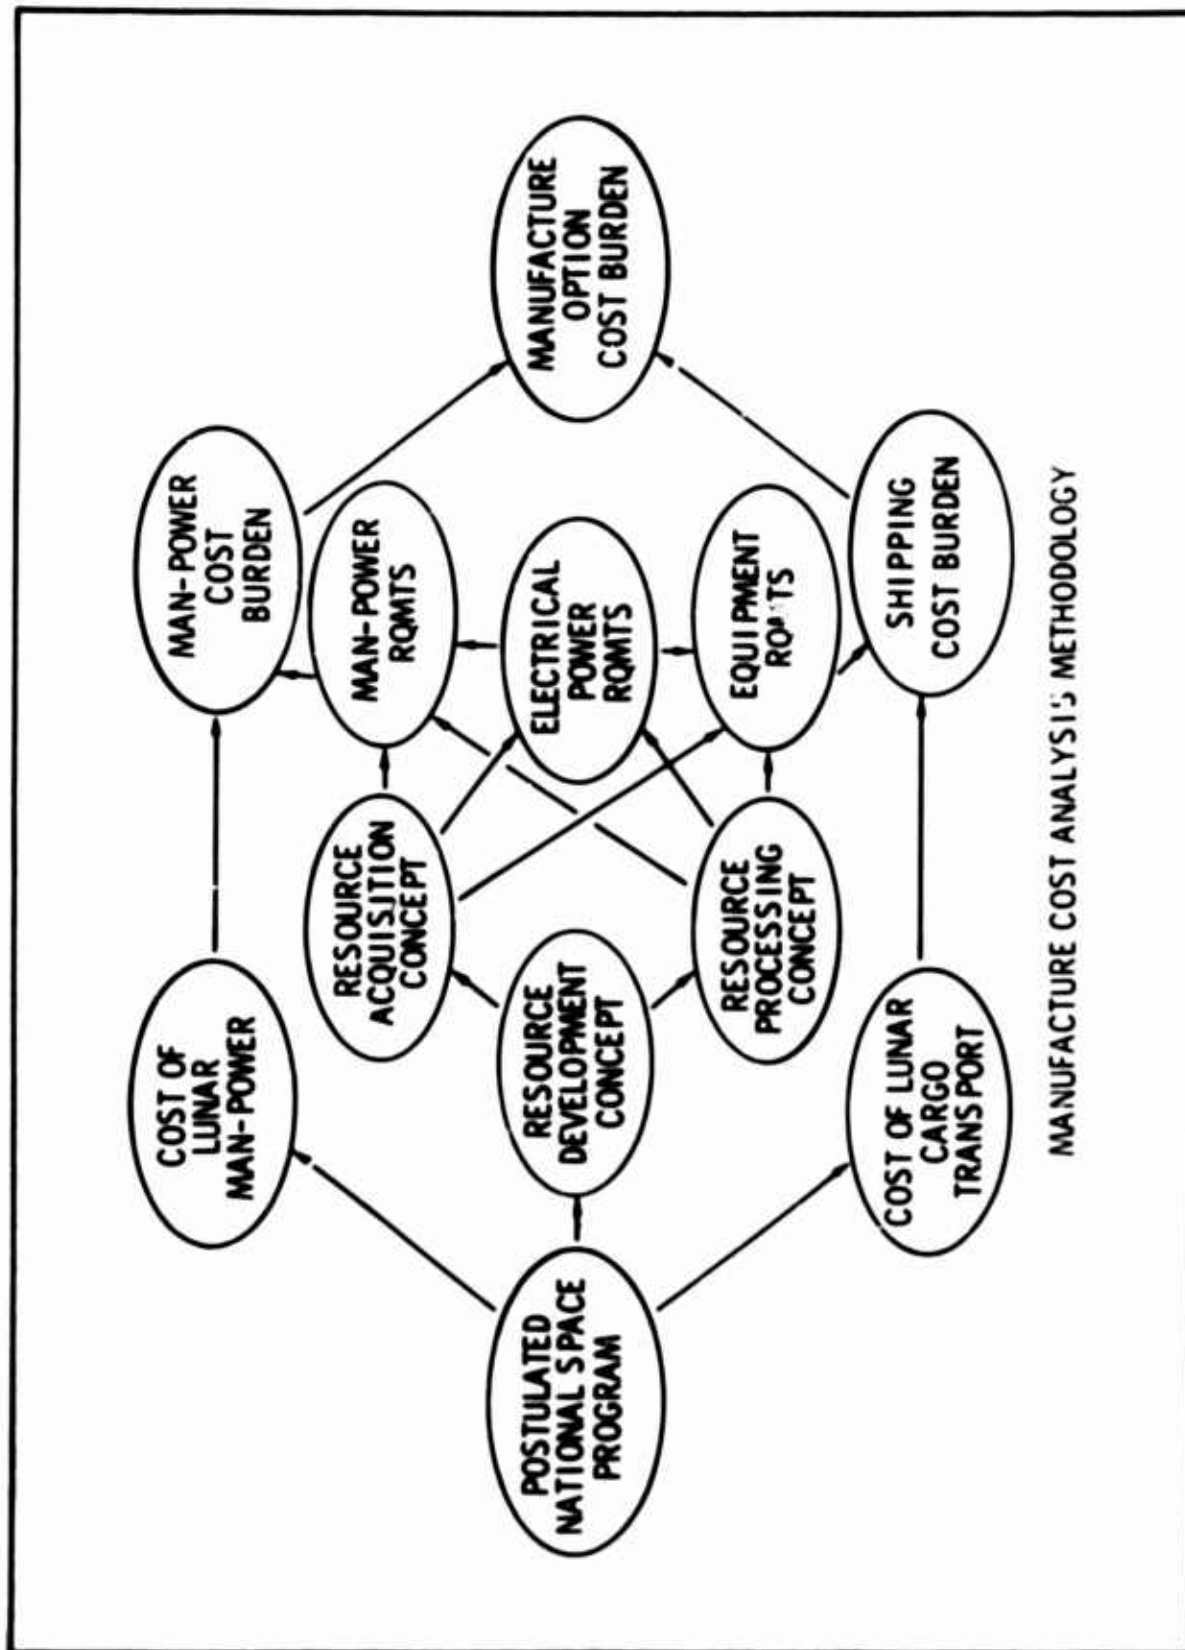 COST OF
LUNAR
MAN-POWER
MAN-POWER
COST
BURDEN
RESOURCE
ACQUISITION
CONCEPT
MAN-POWER
RQMTS
POSTULATED
NATIONAL SPACE
PROGRAM
RESOURCE
DEVELOPMENT
CONCEPT
ELECTRICAL
POWER
RQMTS
MANUFACTURE
OPTION
COST BURDEN
RESOURCE
PROCESSING
CONCEPT
EQUIPMENT
RQMTS
COST OF LUNAR
CARGO
TRANSPORT
SHIPPING
COST BURDEN
MANUFACTURE COST ANALYSIS METHODOLOGY